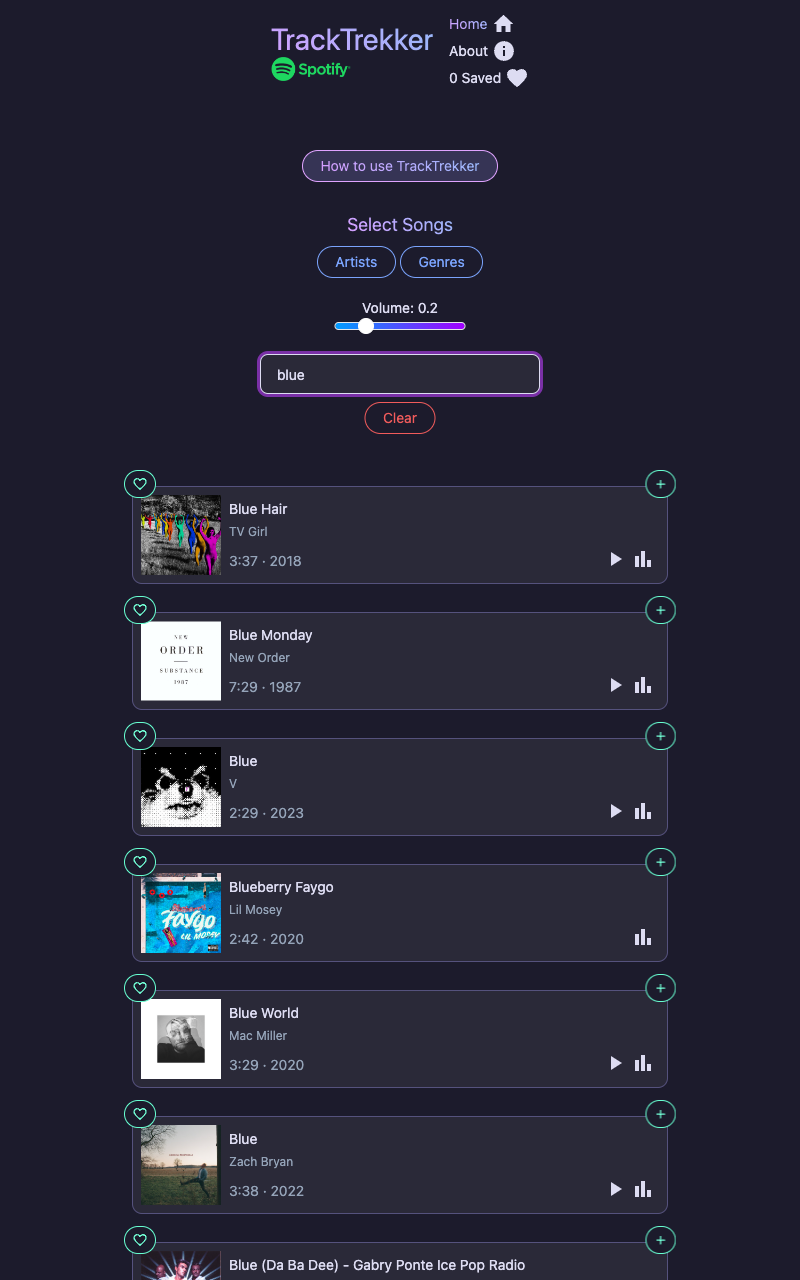 TrackTrekker
Spotify
Home
About
0 Saved
How to use TrackTrekker
Select Songs
Artists
Genres
Volume: 0.2
blue
Clear
Blue Hair
TV Girl
3:37 · 2018
NEW
ORDER
SUBSTANCE
1987
Blue Monday
New Order
7:29 · 1987
Blue
V
2:29 · 2023
Faygo
LIL MOSEY
Blueberry Faygo
Lil Mosey
2:42 · 2020
Blue World
Mac Miller
3:29 · 2020
Blue
Zach Bryan
3:38 · 2022
Blue (Da Ba Dee) - Gabry Ponte Ice Pop Radio